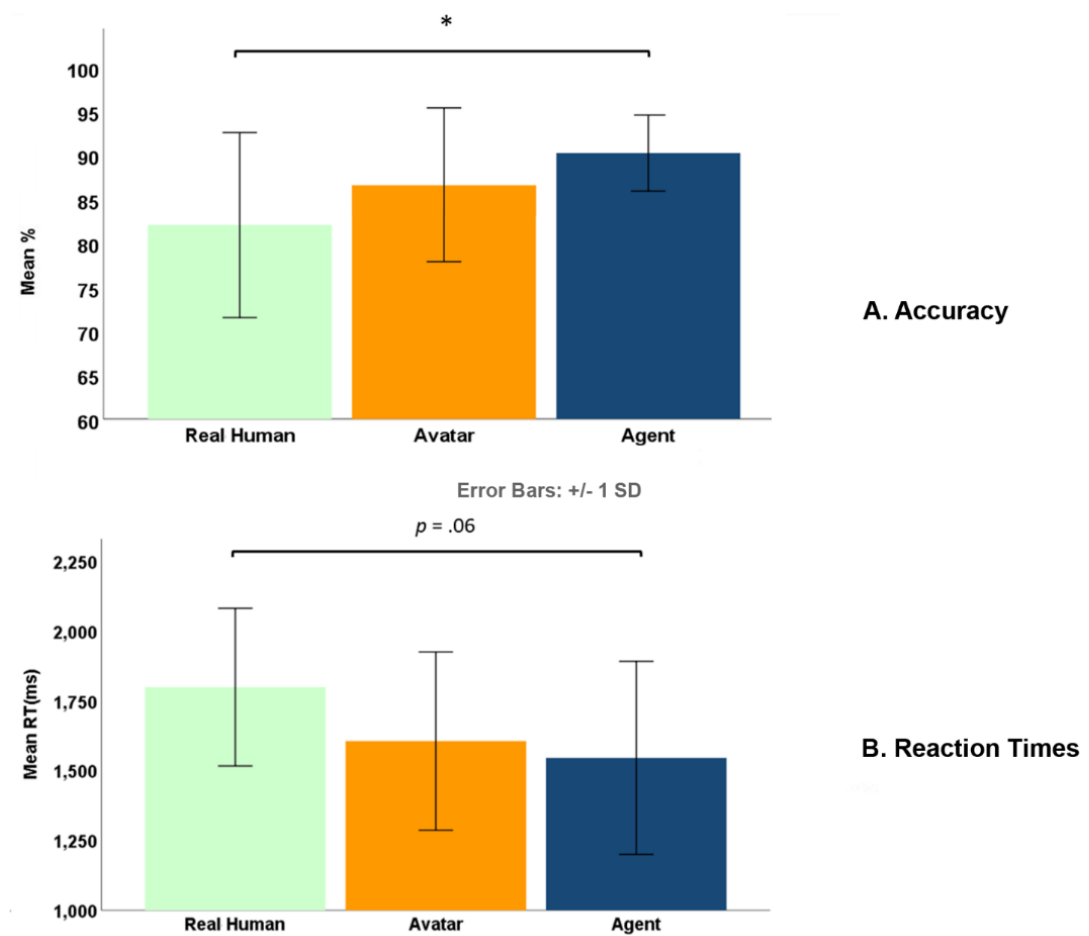 *
100
95
90
85
80
75
70
65
60
Mean %
Real Human Avatar Agent
A. Accuracy
Error Bars: +/- 1 SD
p = .06
2,250
2,000
1,750
1,500
1,250
1,000
Mean RT(ms)
Real Human Avatar Agent
B. Reaction Times